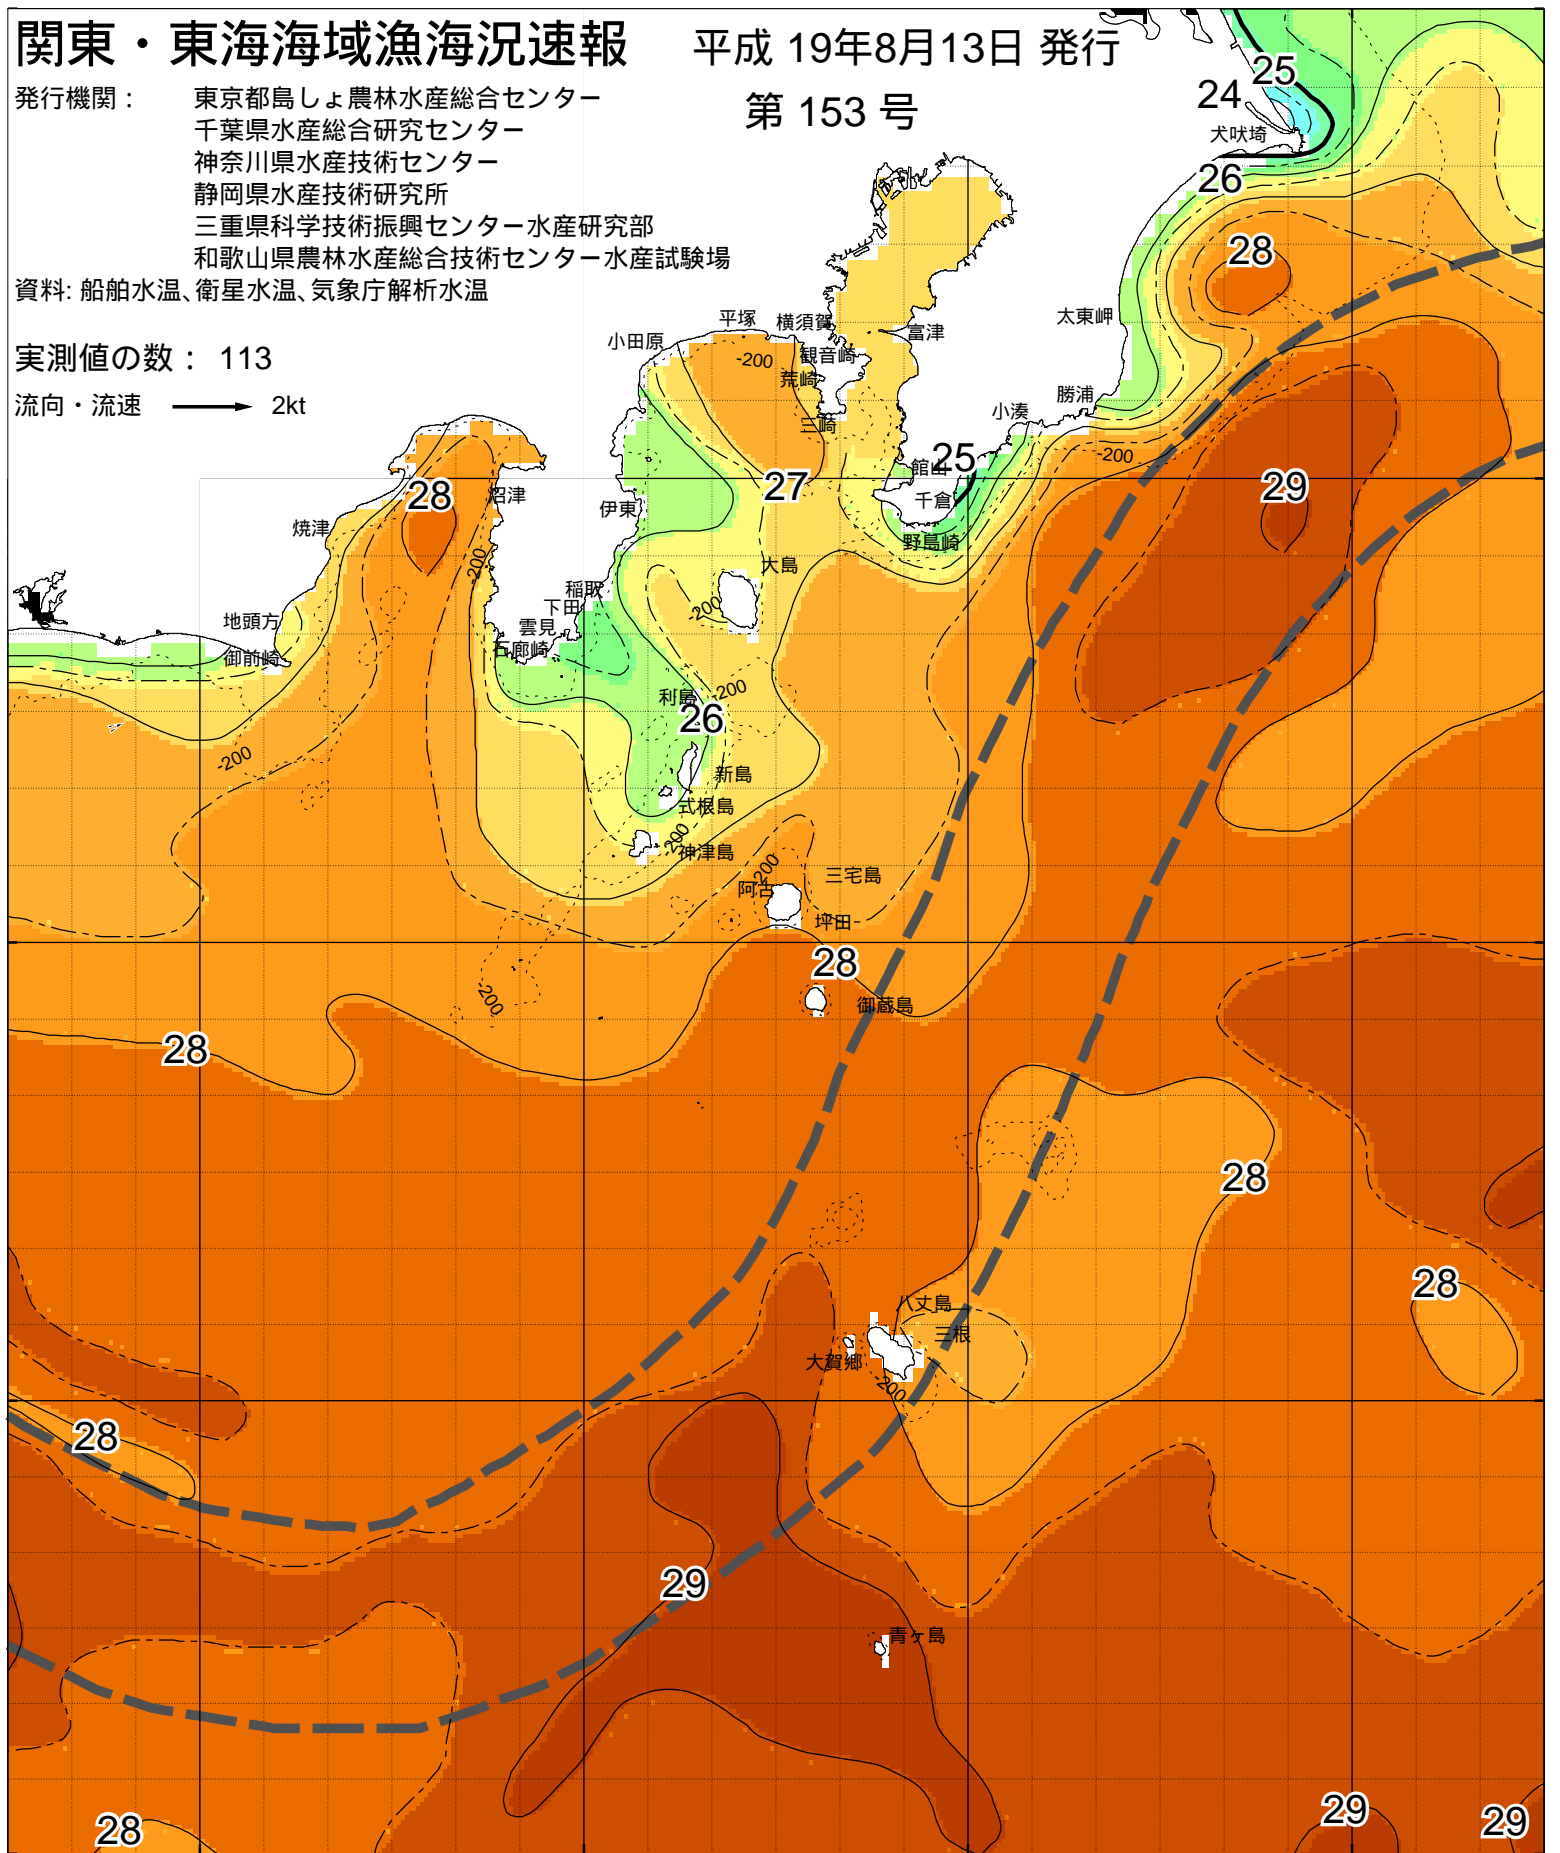 関東・東海海域漁海況速報
平成 19年8月13日 発行
第 153 号
発行機関： 東京都島しょ農林水産総合センター
千葉県水産総合研究センター
神奈川県水産技術センター
静岡県水産技術研究所
三重県科学技術振興センター水産研究部
和歌山県農林水産総合技術センター水産試験場
資料: 船舶水温、衛星水温、気象庁解析水温
実測値の数： 113
流向・流速 2kt
25
24
犬吠埼
26
28
太東岬
平塚
横須賀
小田原
富津
-200
観音崎
荒崎
三崎
勝浦
小湊
-200
25
館山
28
沼津
27
29
千倉
伊東
焼津
野島崎
-200
大島
稲取
下田
-200
地頭方
雲見
石廊崎
御前崎
-200
利島
26
-200
新島
式根島
-200
神津島
-200
三宅島
阿古
坪田
28
-200
御蔵島
28
28
28
八丈島
三根
大賀郷
-200
28
29
青ヶ島
28
29
29